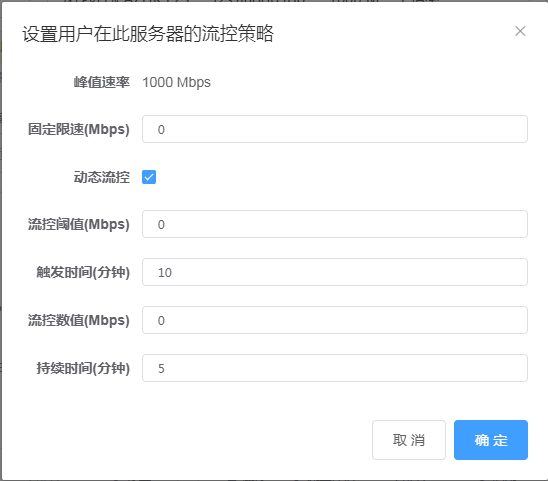 设置用户在此服务器的流控策略
峰值速率 1000 Mbps
固定限速(Mbps) 0
动态流控
流控阈值(Mbps) 0
触发时间(分钟) 10
流控数值(Mbps) 0
持续时间(分钟) 5
取 消 确 定